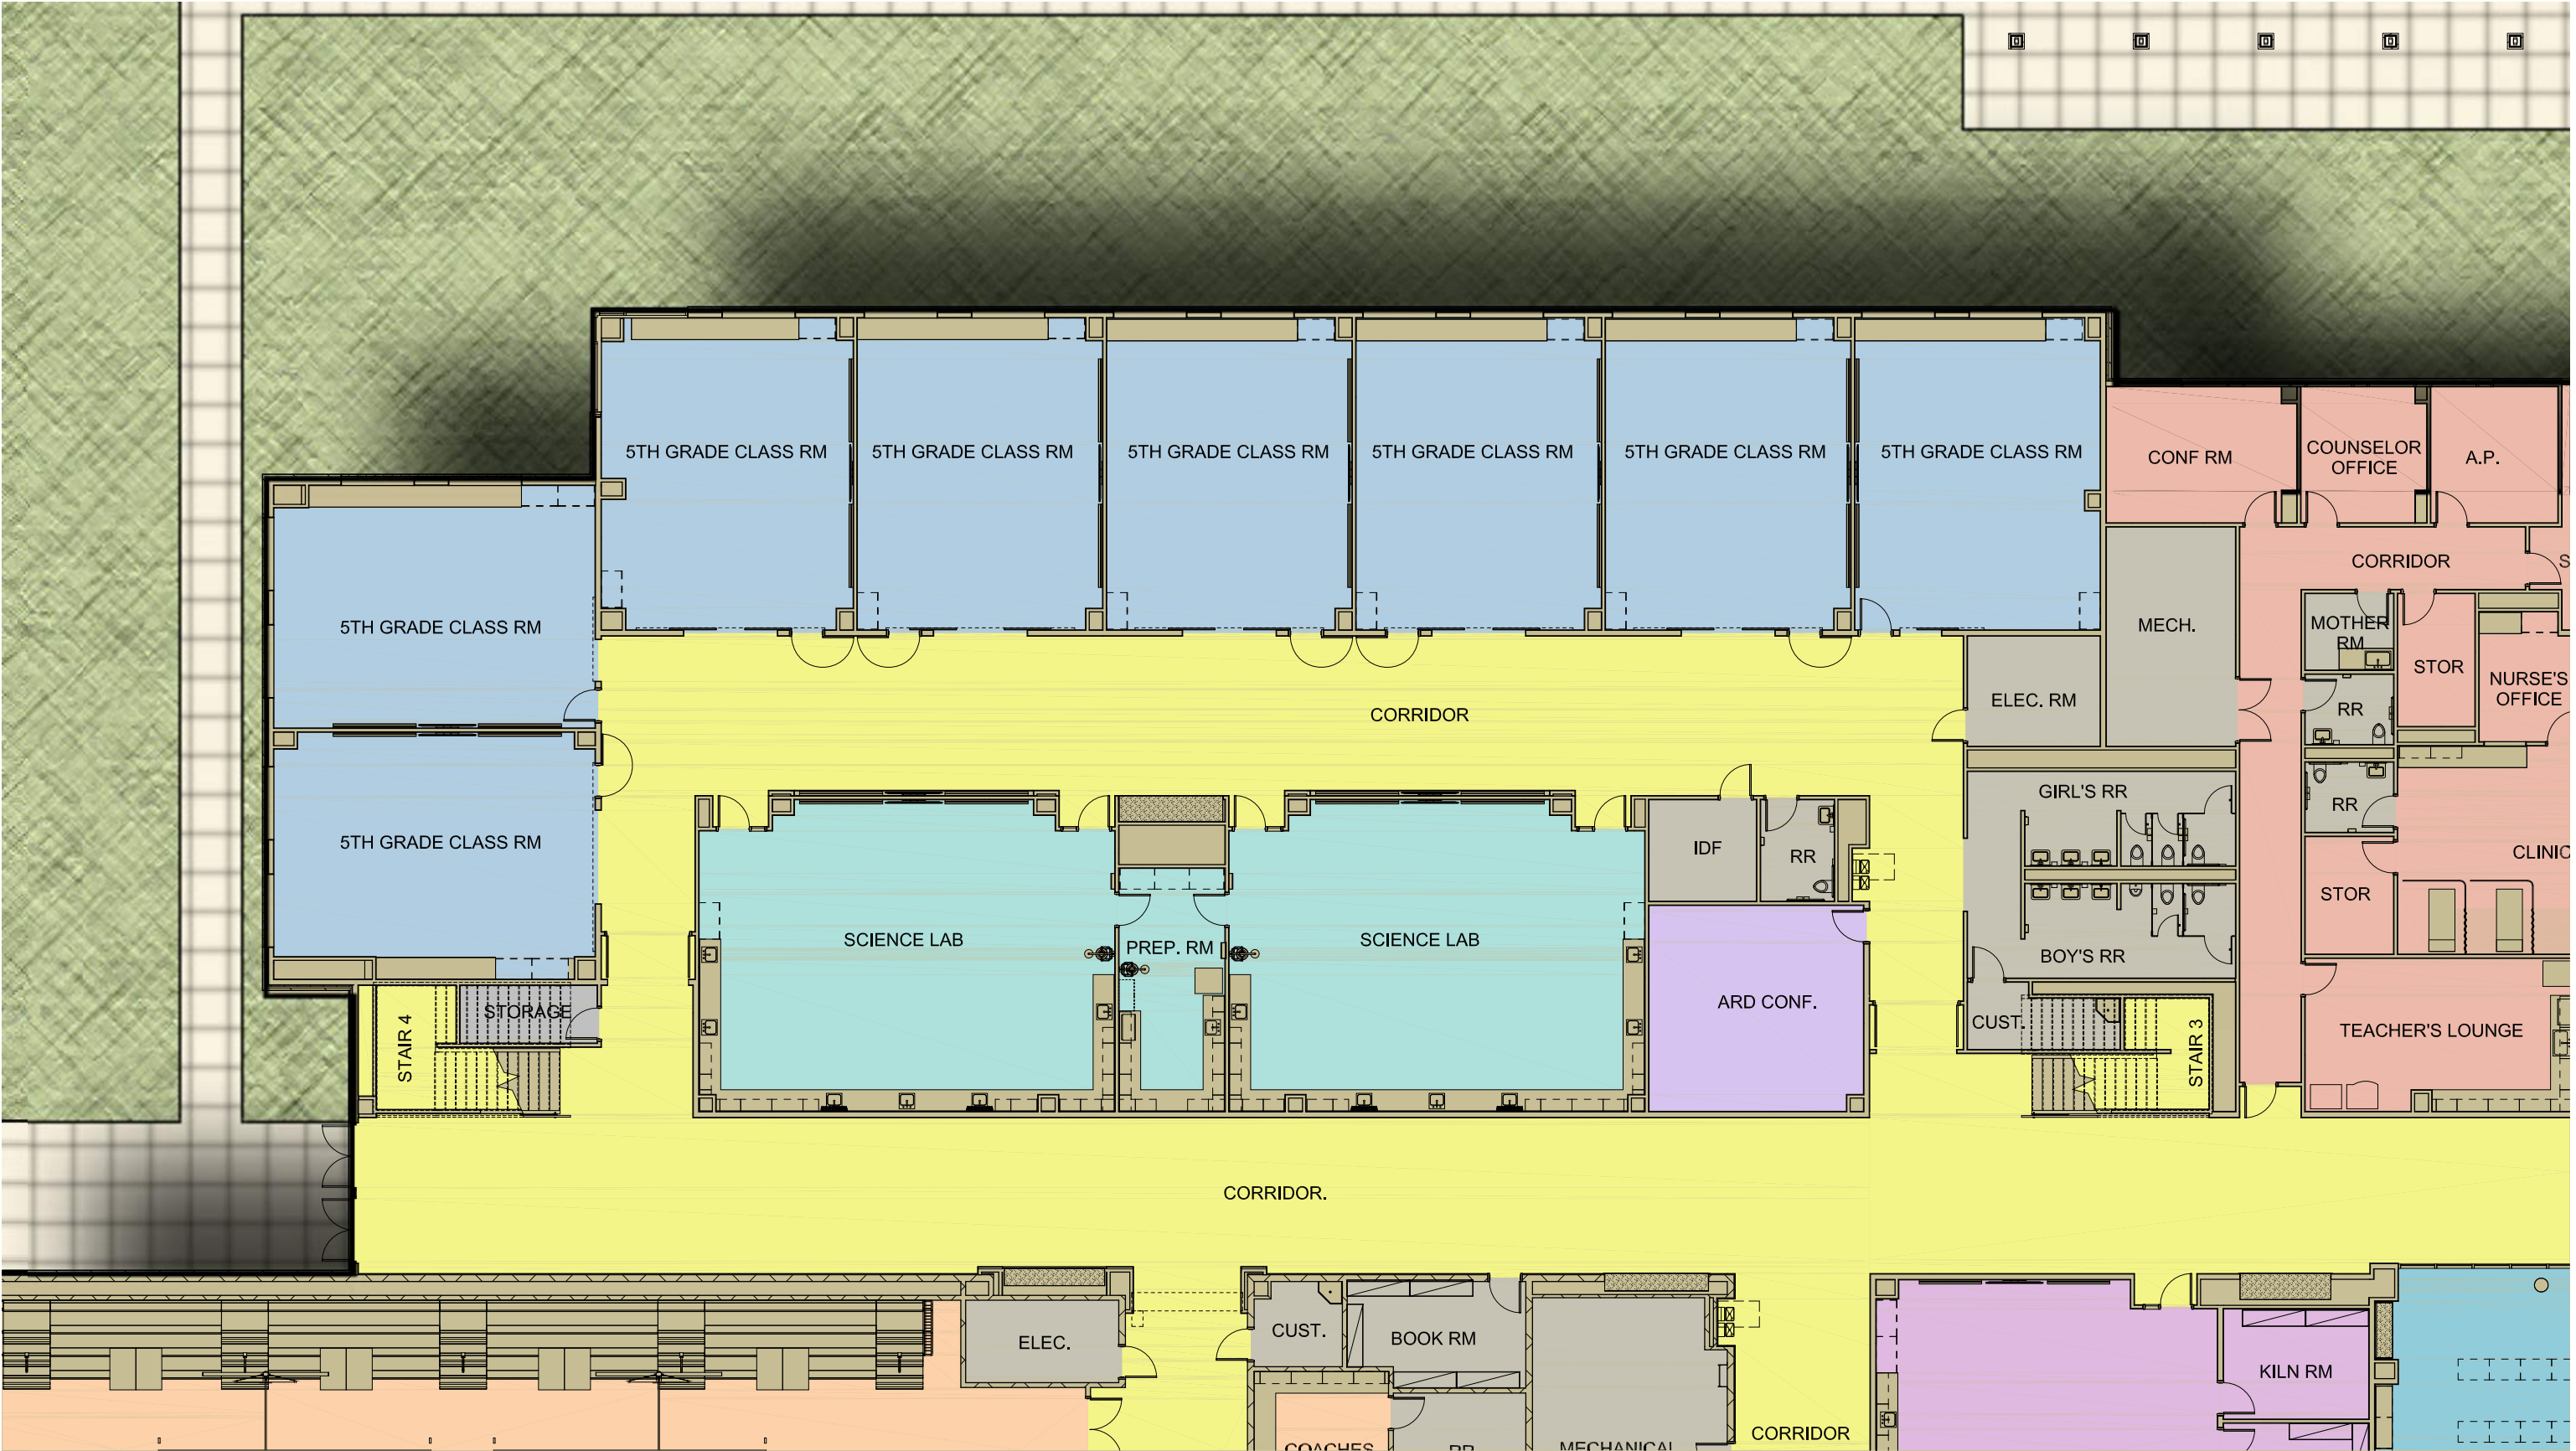 5TH GRADE CLASS RM
5TH GRADE CLASS RM
5TH GRADE CLASS RM
5TH GRADE CLASS RM
5TH GRADE CLASS RM
5TH GRADE CLASS RM
CONF RM
COUNSELOR
OFFICE
A.P.
CORRIDOR
S
5TH GRADE CLASS RM
MECH.
MOTHER
RM
STOR
NURSE'S
OFFICE
ELEC. RM
RR
CORRIDOR
GIRL'S RR
RR
5TH GRADE CLASS RM
IDF
RR
CLINIC
STOR
SCIENCE LAB
PREP. RM
SCIENCE LAB
BOY'S RR
ARD CONF.
STORAGE
STAIR 4
CUST.
STAIR 3
TEACHER'S LOUNGE
CORRIDOR.
ELEC.
CUST.
BOOK RM
KILN RM
CORRIDOR
COACHES
RR
MECHANICAL